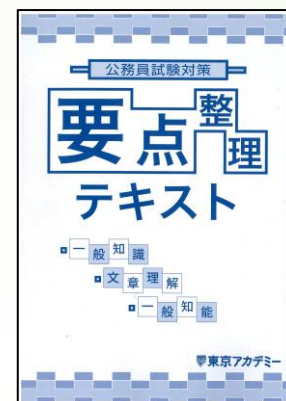 公務員試験対策
要点整理
テキスト
一般知識
文章理解
一般知能
東京アカデミー